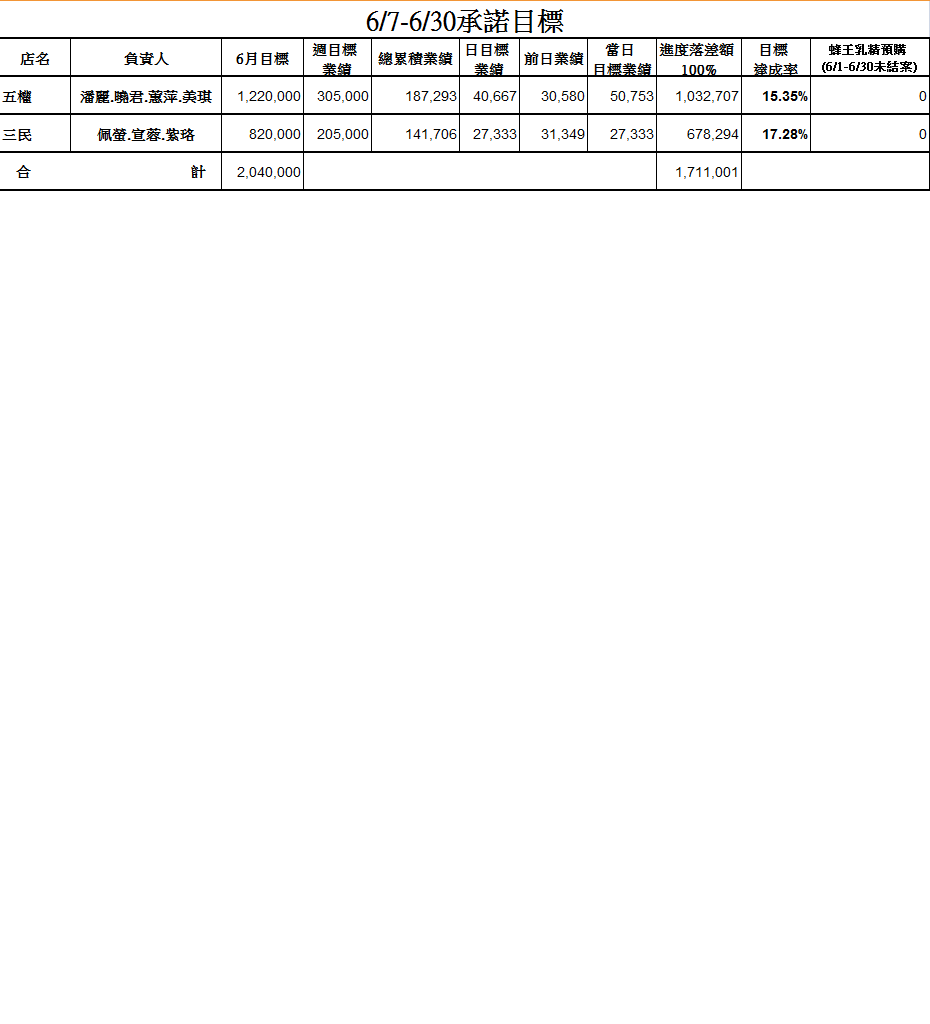 6/7-6/30承諾目標
店名 負責人 6月目標 週目標業績 總累積業績 日目標業績 前日業績 當日目標業績 進度落差額100% 目標達成率 蜂王乳精預購(6/1-6/30未結案)
五權 潘麗.曉君.蕙萍.美琪 1,220,000 305,000 187,293 40,667 30,580 50,753 1,032,707 15.35% 0
三民 佩螢.宣蓉.紫珞 820,000 205,000 141,706 27,333 31,349 27,333 678,294 17.28% 0
合計 2,040,000 1,711,001